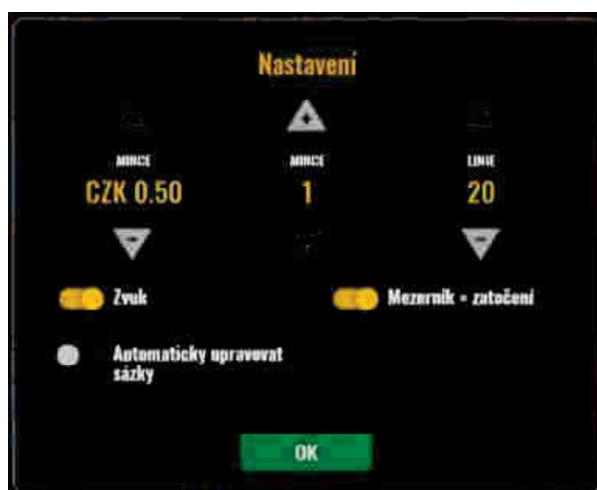 Nastavení
MINCE MINCE LINIE
CZK 0.50 1 20
Zvuk Mezerník = zatočení
Automaticky upravovat
sázky
OK